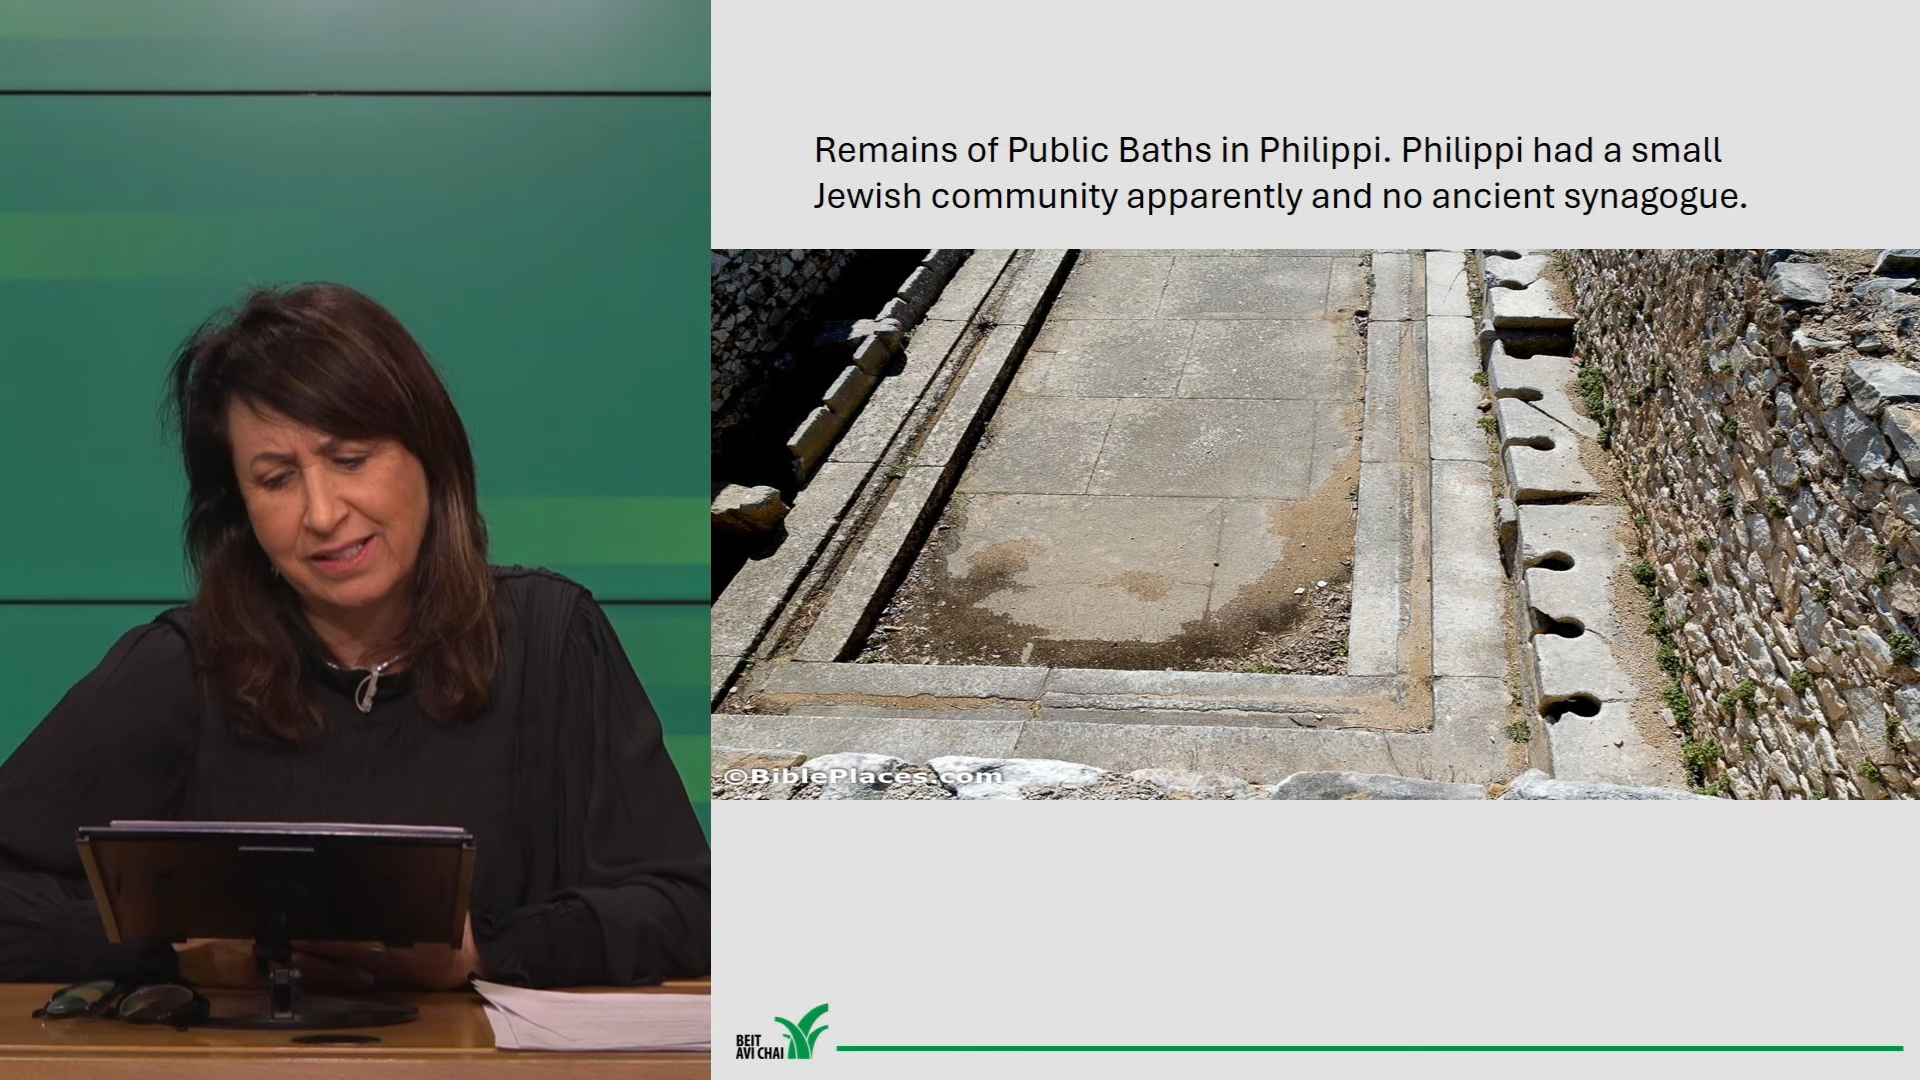 Remains of Public Baths in Philippi. Philippi had a small
Jewish community apparently and no ancient synagogue.
©BiblePlaces.com
BEIT
AVI CHAI